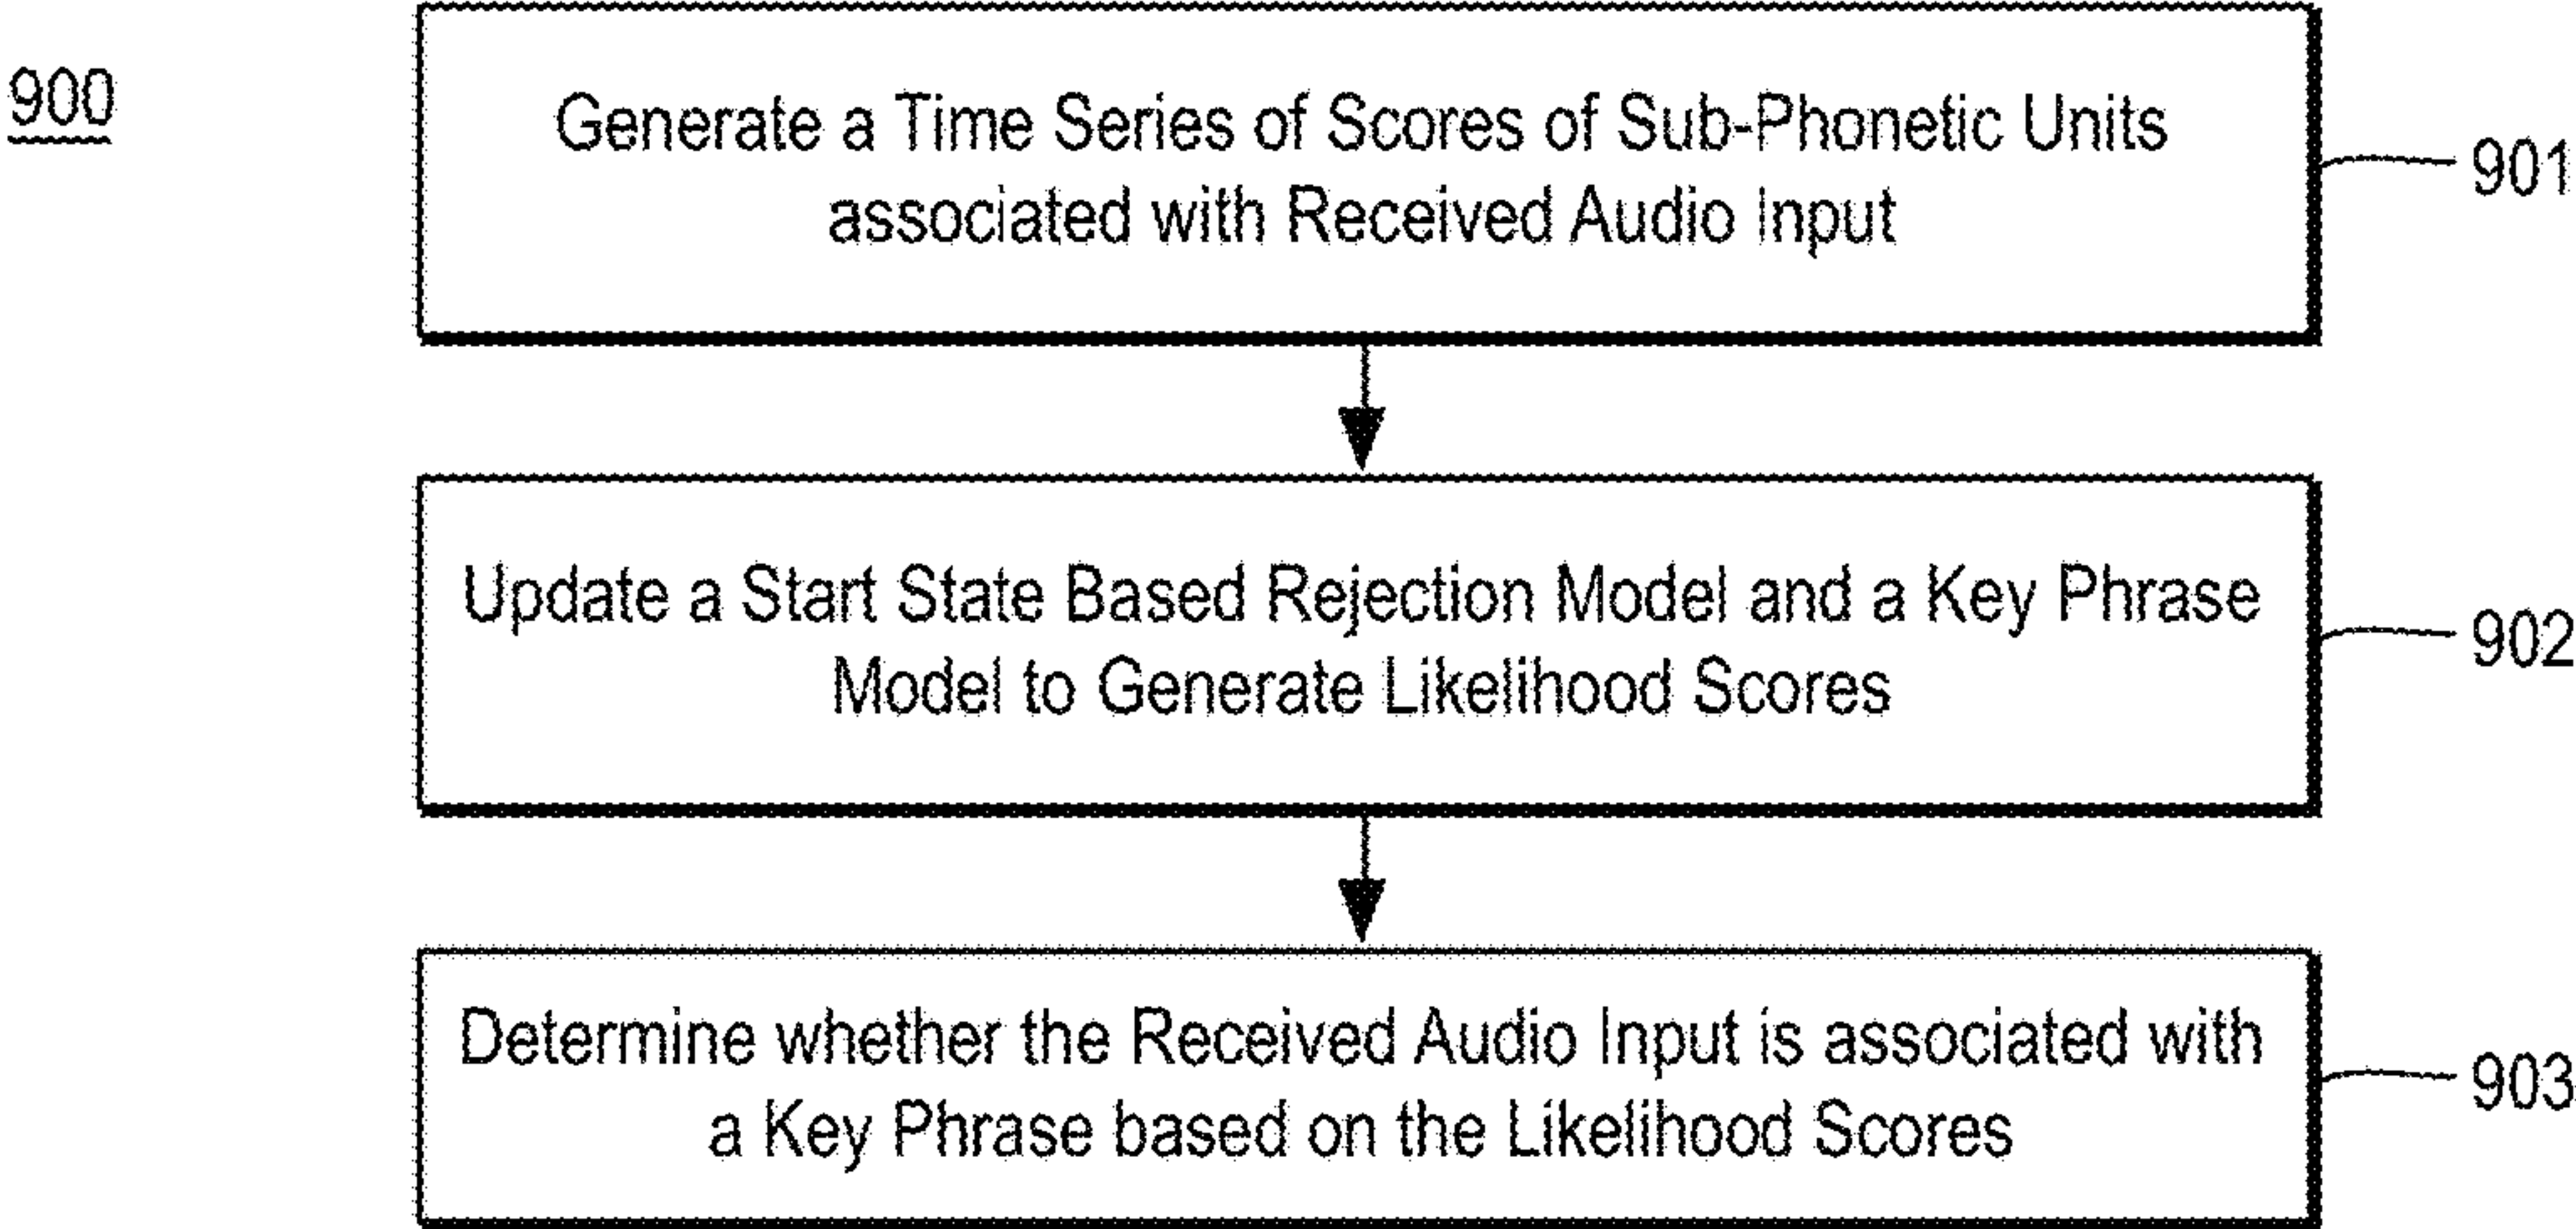 900
Generate a Time Series of Scores of Sub-Phonetic Units
associated with Received Audio Input
901
Update a Start State Based Rejection Model and a Key Phrase
Model to Generate Likelihood Scores
902
Determine whether the Received Audio Input is associated with
a Key Phrase based on the Likelihood Scores
903